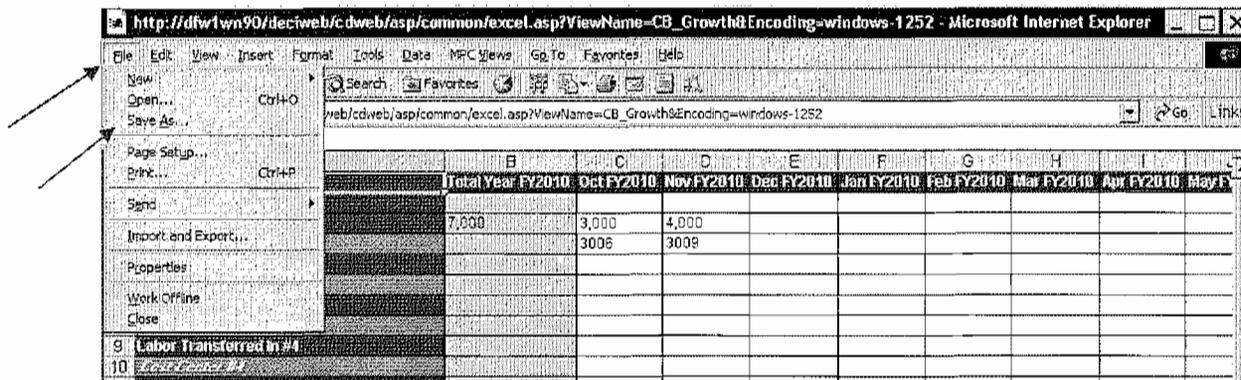 http://dfw1wn90/deciweb/cdweb/asp/common/excel.asp?ViewName=CB_Growth&Encoding=windows-1252 - Microsoft Internet Explorer
File Edit View Insert Format Tools Data MPC Views Go To Favorites Help
New
Search Favorites
Open... Ctrl+O
web/cdweb/asp/common/excel.asp?ViewName=CB_Growth&Encoding=windows-1252 Go Links
Save As...
Page Setup...
B C D E F G H I J
Print... Ctrl+P
Total Year FY2010 Oct FY2010 Nov FY2010 Dec FY2010 Jan FY2010 Feb FY2010 Mar FY2010 Apr FY2010 May F
Send
7,000 3,000 4,000
Import and Export...
3006 3009
Properties
Work Offline
Close
9 Labor Transferred In #4
10 Cost Center #4